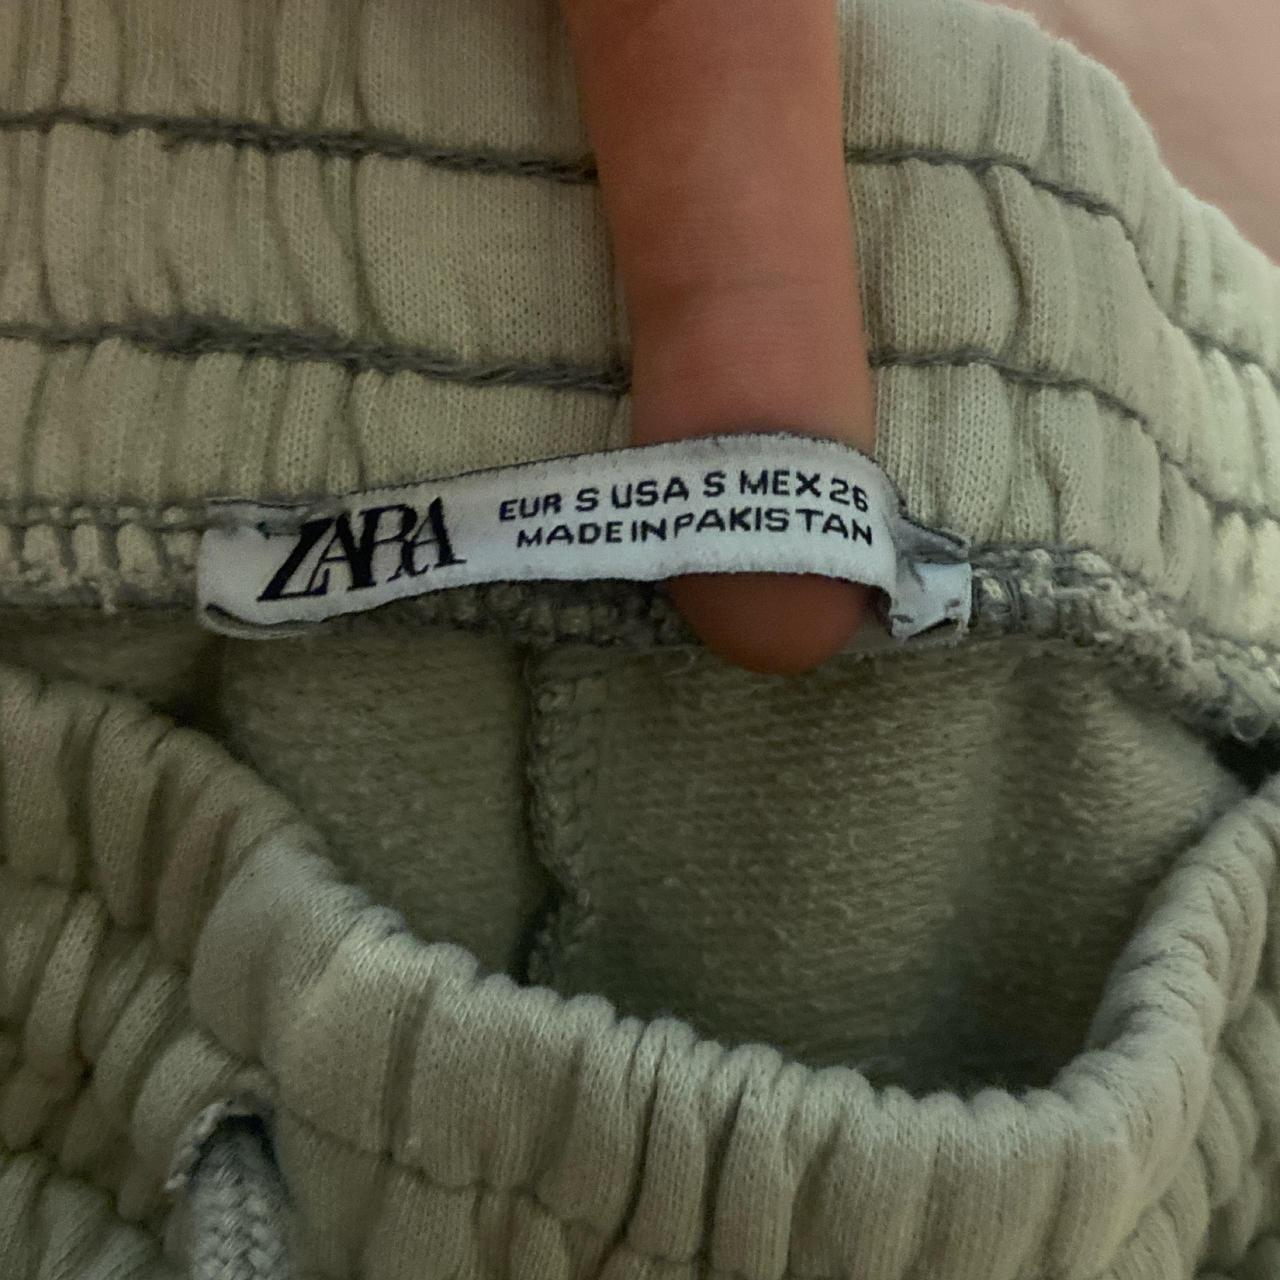 ZARA
EUR S USA S MEX 26
MADE IN PAKISTAN